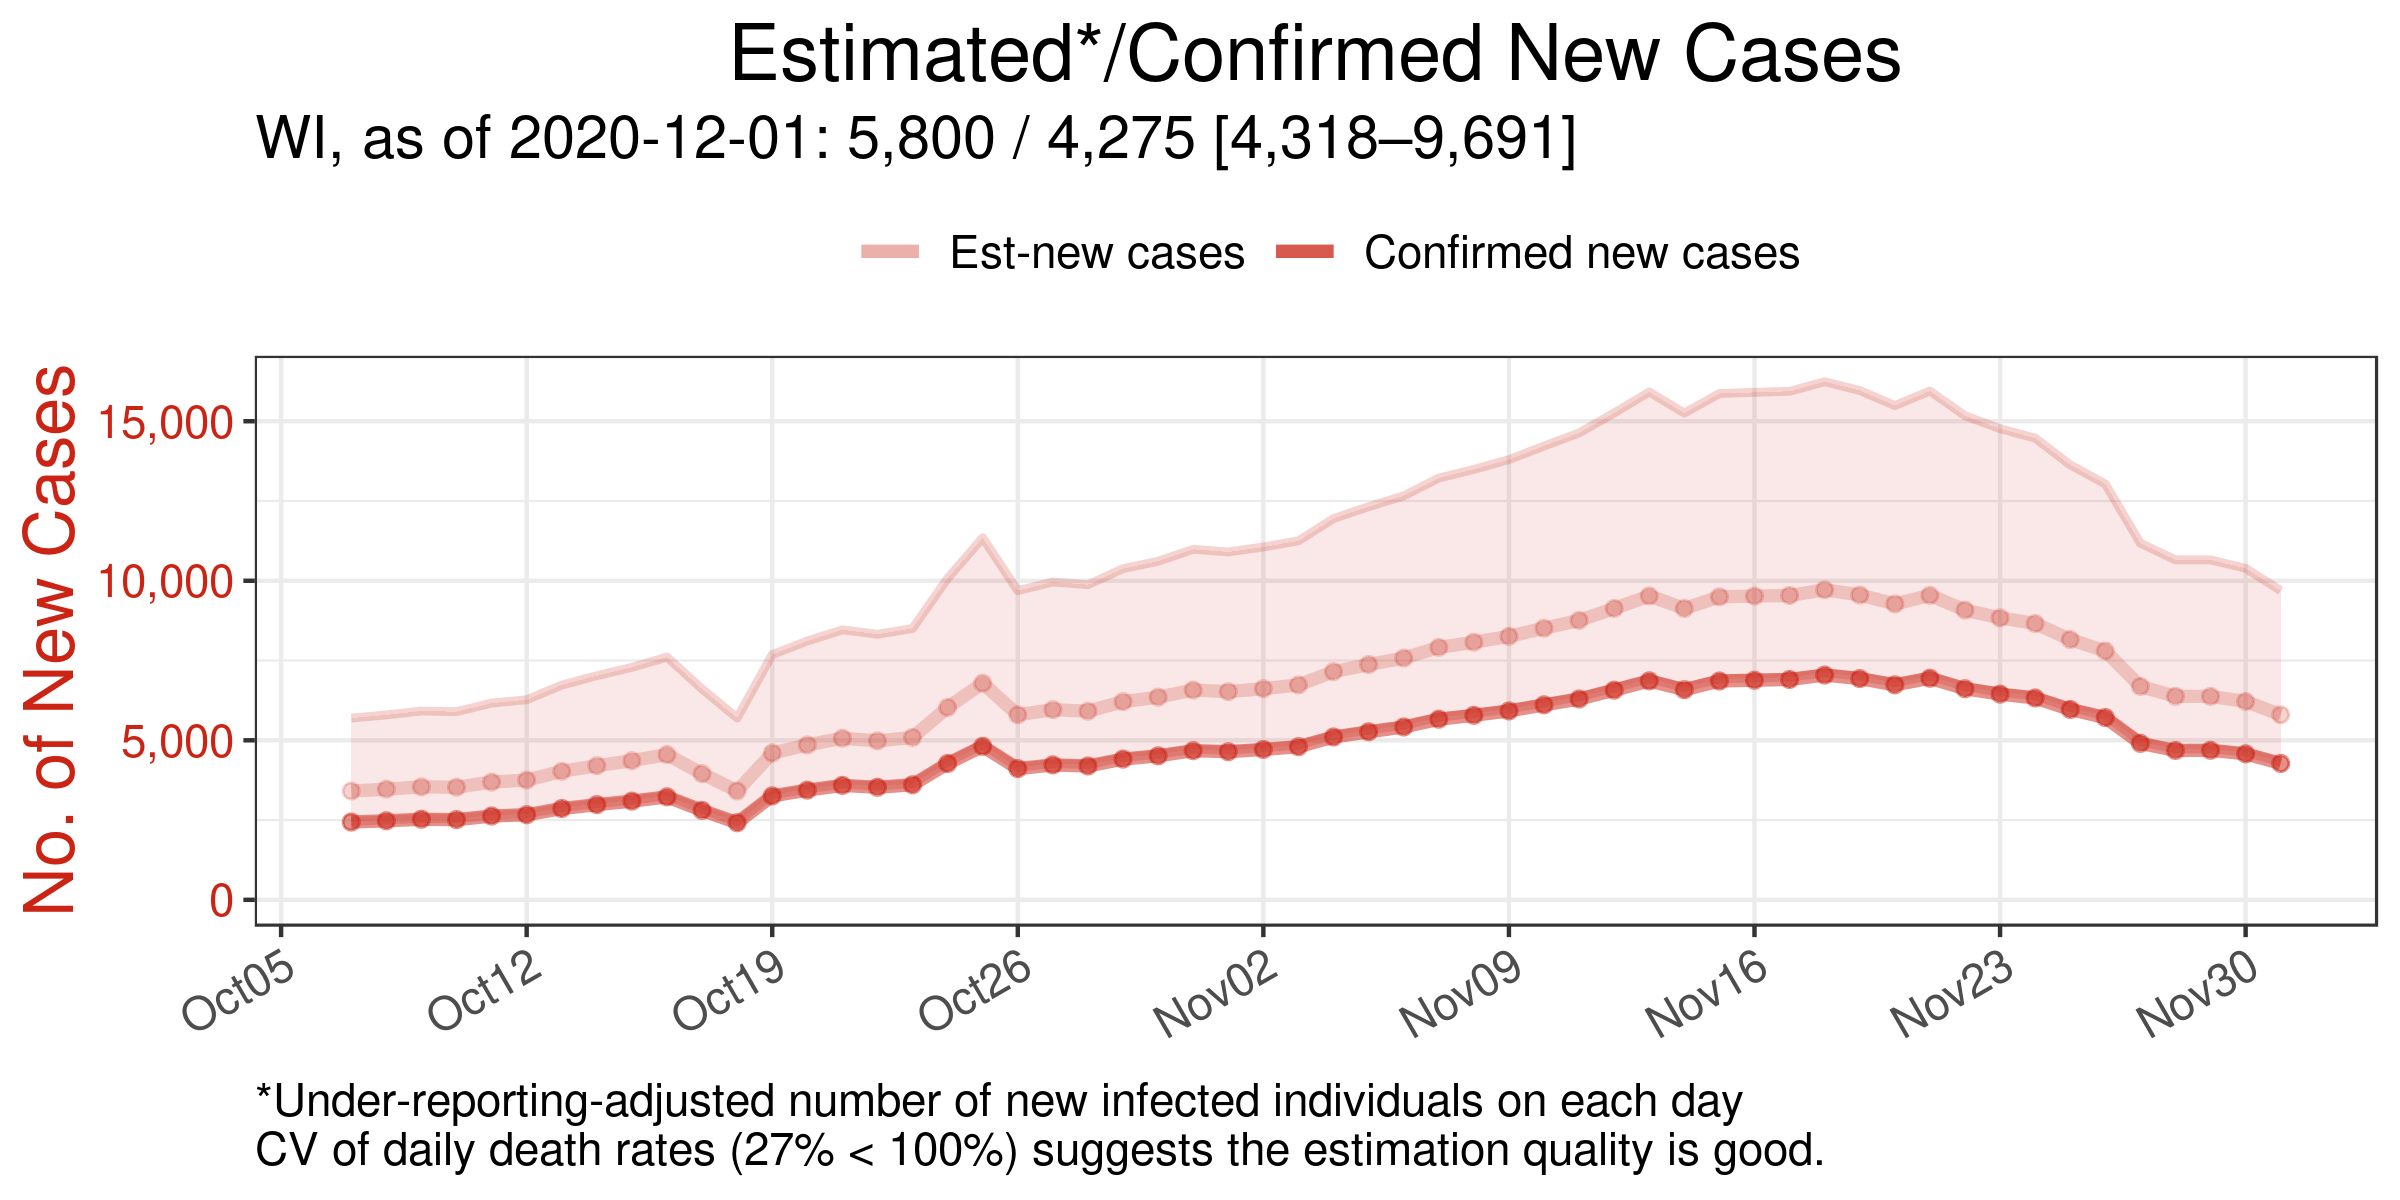 Estimated*/Confirmed New Cases
WI, as of 2020-12-01: 5,800 / 4,275 [4,318–9,691]
Est-new cases
Confirmed new cases
No. of New Cases
15,000
10,000
5,000
0
Oct05
Oct12
Oct19
Oct26
Nov02
Nov09
Nov16
Nov23
Nov30
*Under-reporting-adjusted number of new infected individuals on each day
CV of daily death rates (27% < 100%) suggests the estimation quality is good.